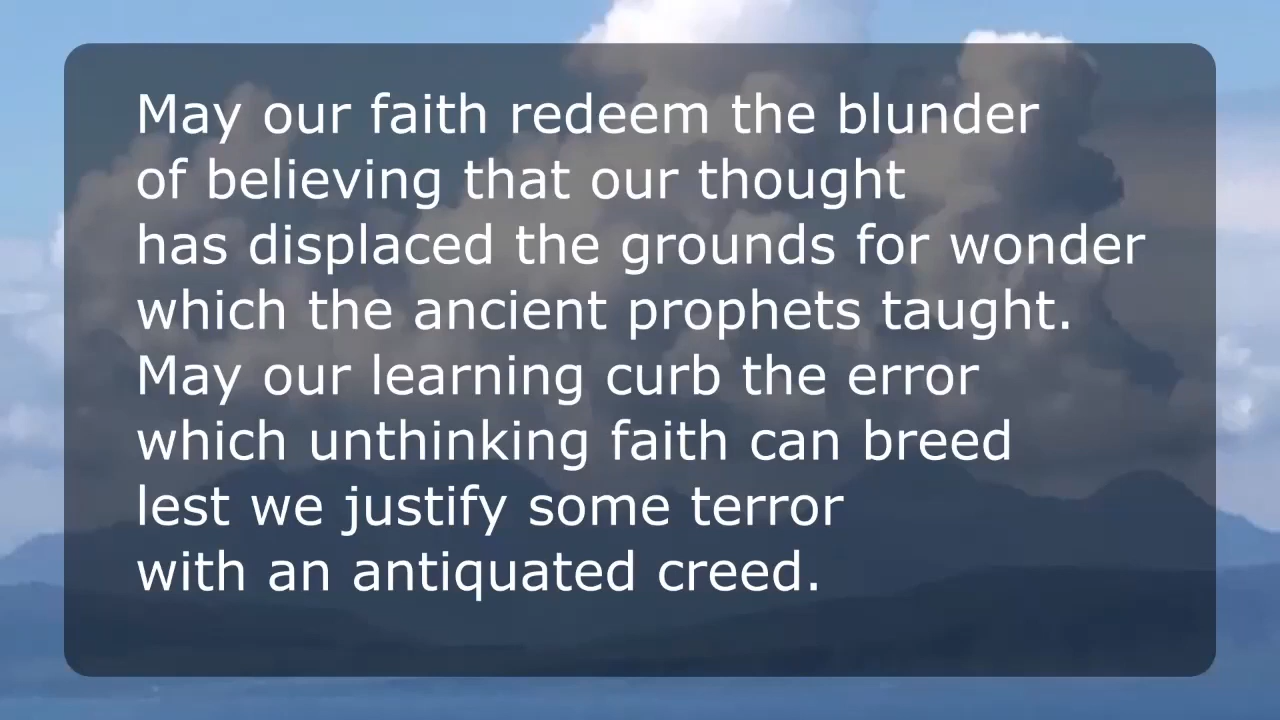 May our faith redeem the blunder
of believing that our thought
has displaced the grounds for wonder
which the ancient prophets taught.
May our learning curb the error
which unthinking faith can breed
lest we justify some terror
with an antiquated creed.